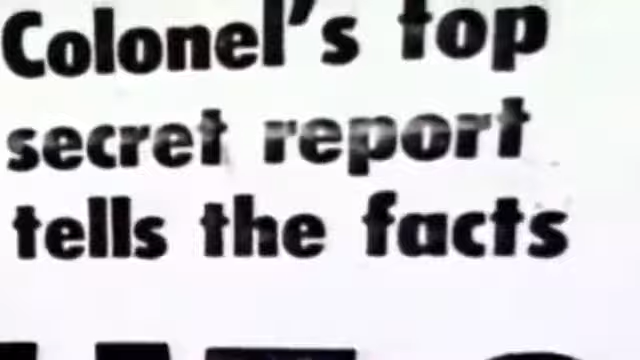 Colonel's top
secret report
tells the facts